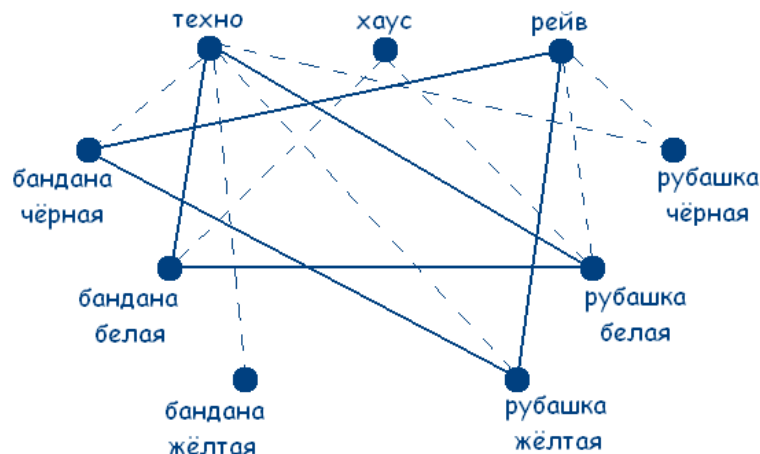 техно
хаус
рейв
бандана
чёрная
рубашка
чёрная
бандана
белая
рубашка
белая
бандана
жёлтая
рубашка
жёлтая